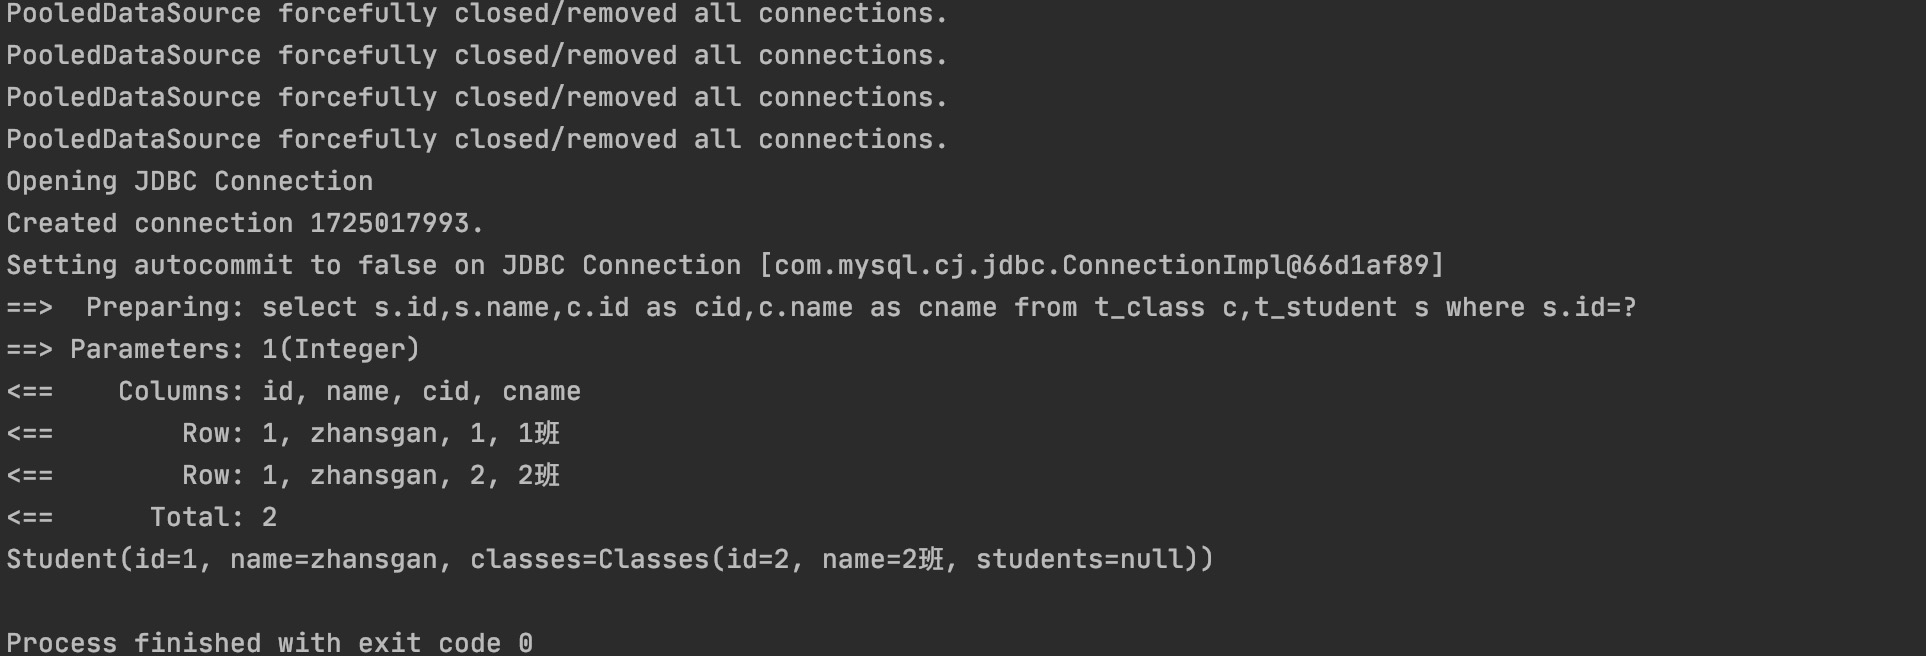 PooledDataSource forcefully closed/removed all connections.
PooledDataSource forcefully closed/removed all connections.
PooledDataSource forcefully closed/removed all connections.
PooledDataSource forcefully closed/removed all connections.
Opening JDBC Connection
Created connection 1725017993.
Setting autocommit to false on JDBC Connection [com.mysql.cj.jdbc.ConnectionImpl@66d1af89]
==>  Preparing: select s.id,s.name,c.id as cid,c.name as cname from t_class c,t_student s where s.id=?
==> Parameters: 1(Integer)
<==    Columns: id, name, cid, cname
<==        Row: 1, zhansgan, 1, 1班
<==        Row: 1, zhansgan, 2, 2班
<==      Total: 2
Student(id=1, name=zhansgan, classes=Classes(id=2, name=2班, students=null))
Process finished with exit code 0